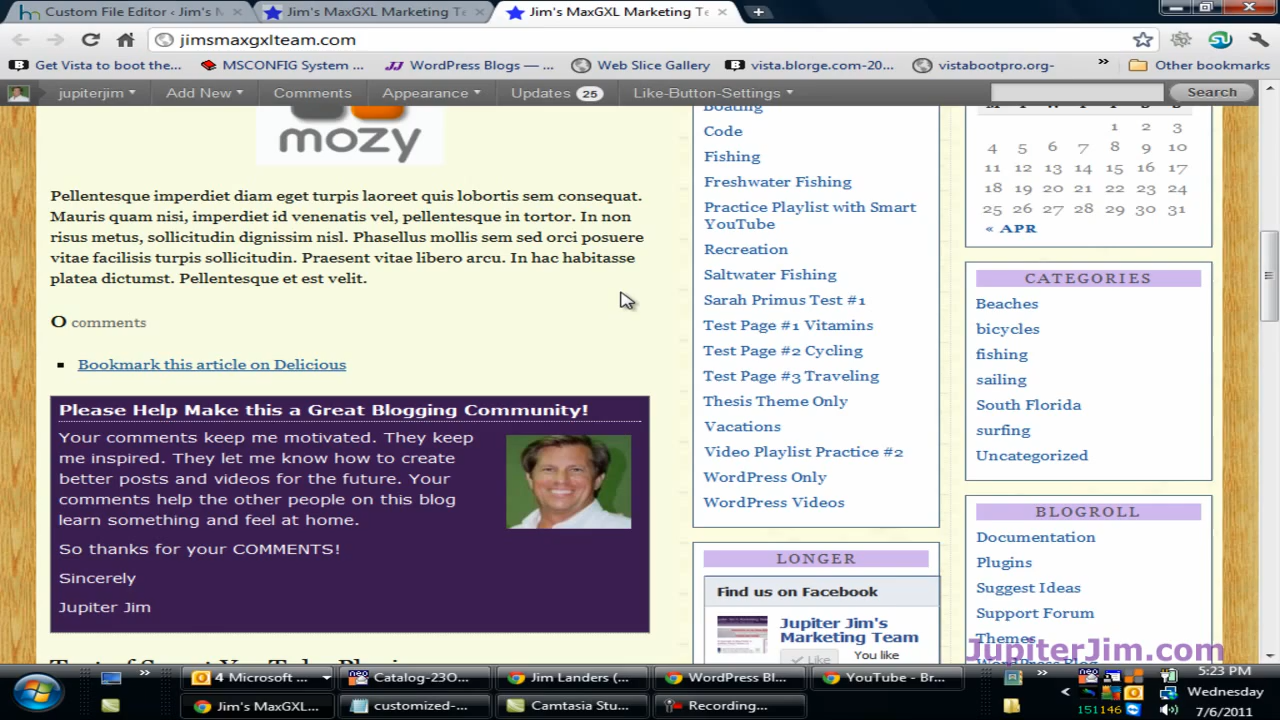 Custom File Editor ‹ Jim's M
Jim's MaxGXL Marketing Te
Jim's MaxGXL Marketing Te
jimsmaxgxlteam.com
Get Vista to boot the...
MSCONFIG System ...
WordPress Blogs — ...
Web Slice Gallery
vista.blorge.com-20...
vistabootpro.org-
»
Other bookmarks
jupiterjim
Add New
Comments
Appearance
Updates 25
Like-Button-Settings
Search
mozy
Pellentesque imperdiet diam eget turpis laoreet quis lobortis sem consequat.
Mauris quam nisi, imperdiet id venenatis vel, pellentesque in tortor. In non
risus metus, sollicitudin dignissim nisl. Phasellus mollis sem sed orci posuere
vitae facilisis turpis sollicitudin. Praesent vitae libero arcu. In hac habitasse
platea dictumst. Pellentesque et est velit.
0 comments
Bookmark this article on Delicious
Please Help Make this a Great Blogging Community!
Your comments keep me motivated. They keep
me inspired. They let me know how to create
better posts and videos for the future. Your
comments help the other people on this blog
learn something and feel at home.
So thanks for your COMMENTS!
Sincerely
Jupiter Jim
Boating
Code
Fishing
Freshwater Fishing
Practice Playlist with Smart
YouTube
Recreation
Saltwater Fishing
Sarah Primus Test #1
Test Page #1 Vitamins
Test Page #2 Cycling
Test Page #3 Traveling
Thesis Theme Only
Vacations
Video Playlist Practice #2
WordPress Only
WordPress Videos
LONGER
Find us on Facebook
Jupiter Jim's
Marketing Team
Like
You like
1 2 3
4 5 6 7 8 9 10
11 12 13 14 15 16 17
18 19 20 21 22 23 24
25 26 27 28 29 30 31
« APR
CATEGORIES
Beaches
bicycles
fishing
sailing
South Florida
surfing
Uncategorized
BLOGROLL
Documentation
Plugins
Suggest Ideas
Support Forum
Themes
JupiterJim.com
»
4 Microsoft ...
Catalog-23O...
Jim Landers (...
WordPress Bl...
YouTube - Br...
»
5:23 PM
Jim's MaxGXL...
customized-...
Camtasia Stu...
Recording...
Wednesday
151146
7/6/2011